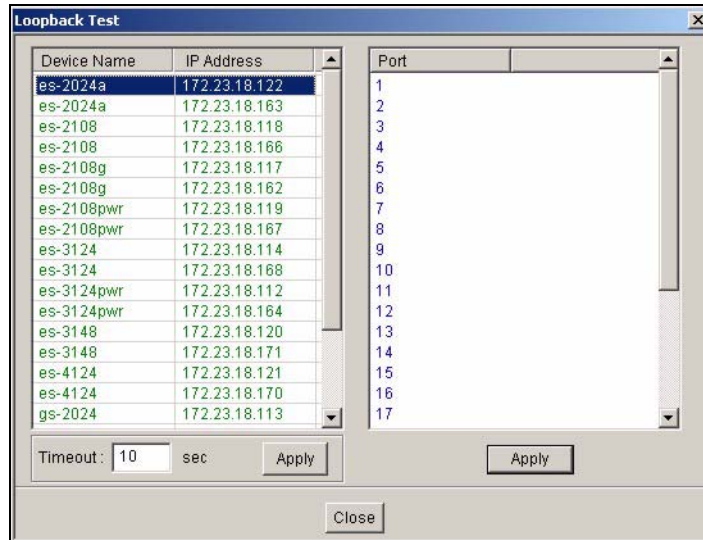 Loopback Test
Device Name IP Address
es-2024a 172.23.18.122
es-2024a 172.23.18.163
es-2108 172.23.18.118
es-2108 172.23.18.166
es-2108g 172.23.18.117
es-2108g 172.23.18.162
es-2108pwr 172.23.18.119
es-2108pwr 172.23.18.167
es-3124 172.23.18.114
es-3124 172.23.18.168
es-3124pwr 172.23.18.112
es-3124pwr 172.23.18.164
es-3148 172.23.18.120
es-3148 172.23.18.171
es-4124 172.23.18.121
es-4124 172.23.18.170
gs-2024 172.23.18.113
Timeout: 10 sec Apply
Port
1
2
3
4
5
6
7
8
9
10
11
12
13
14
15
16
17
Apply
Close